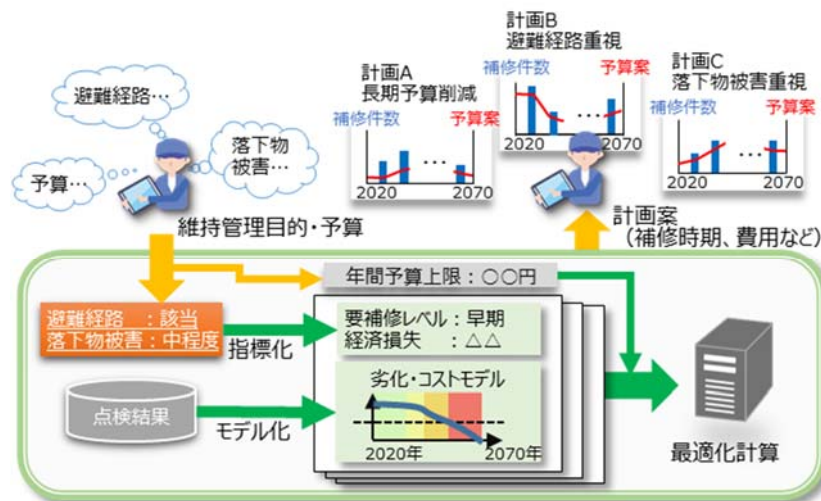 避難経路…
落下物
被害…
予算…
維持管理目的・予算
計画A
長期予算削減
補修件数
予算案
2020
2070
計画B
避難経路重視
補修件数
予算案
…
2020
2070
計画C
落下物被害重視
補修件数
予算案
…
2020
2070
…
計画案
(補修時期、費用など)
年間予算上限:〇〇円
避難経路 :該当
落下物被害:中程度
指標化
要補修レベル:早期
経済損失 :△△
点検結果
モデル化
劣化・コストモデル
2020年
2070年
最適化計算